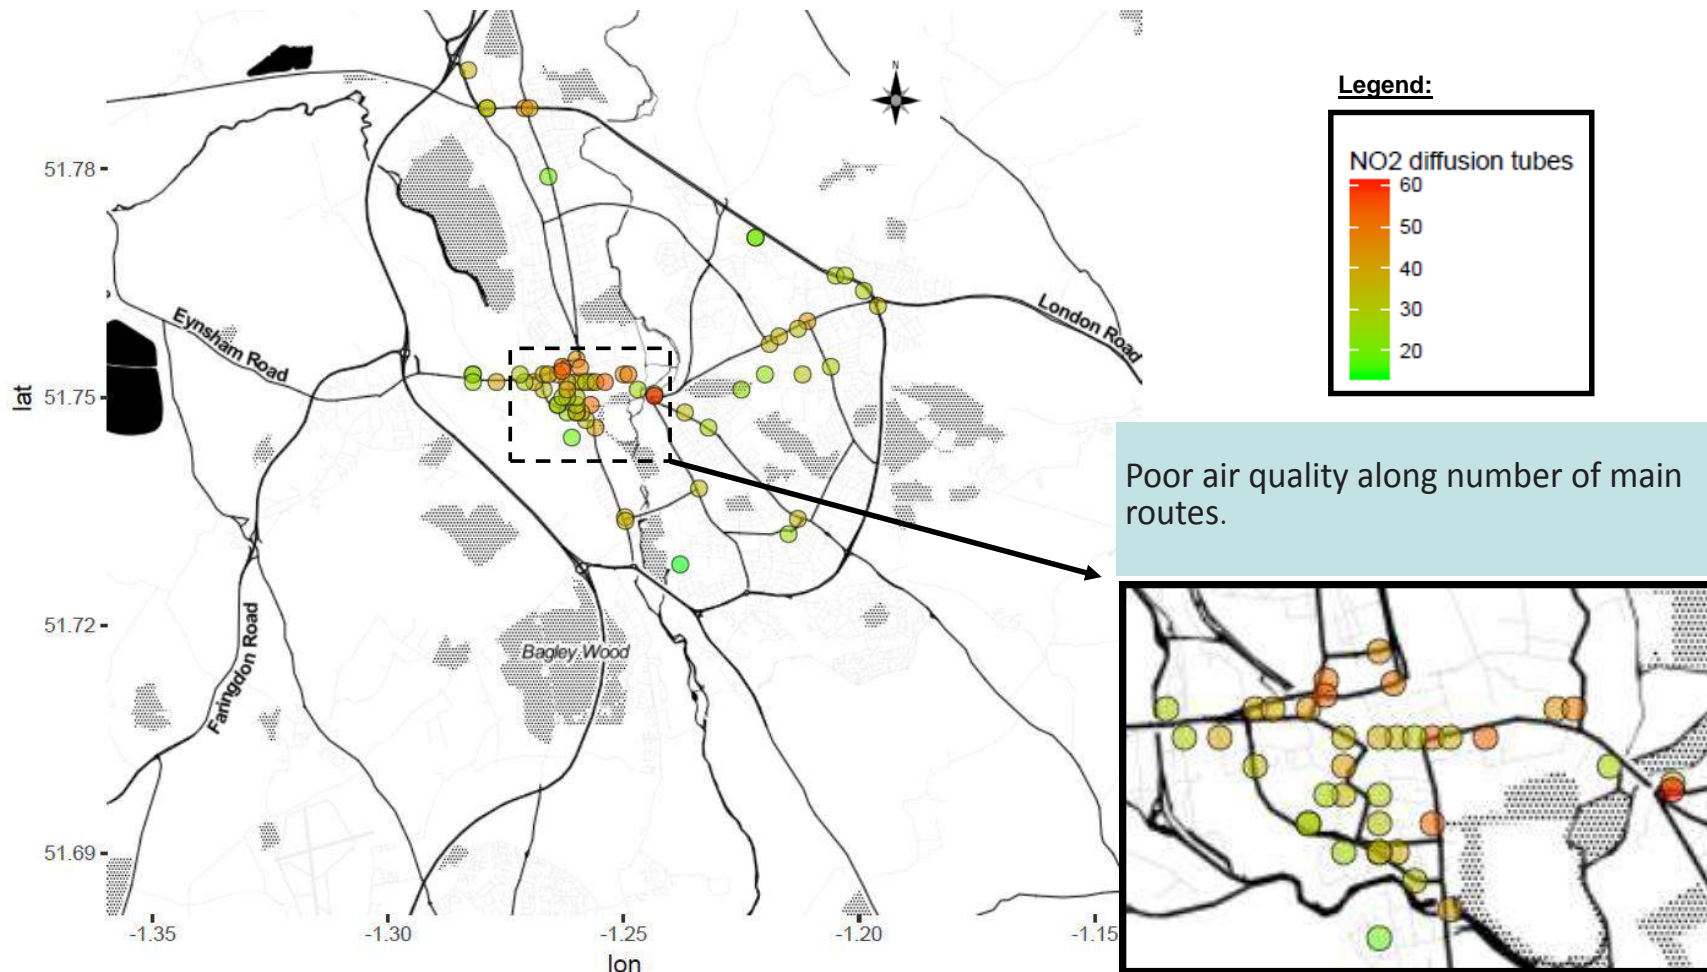 N
Legend:
NO2 diffusion tubes
60
50
40
30
20
51.78
51.75
51.72
51.69
lat
Eynsham Road
London Road
Faringdon Road
Bagley Wood
-1.35
-1.30
-1.25
-1.20
-1.15
lon
Poor air quality along number of main
routes.